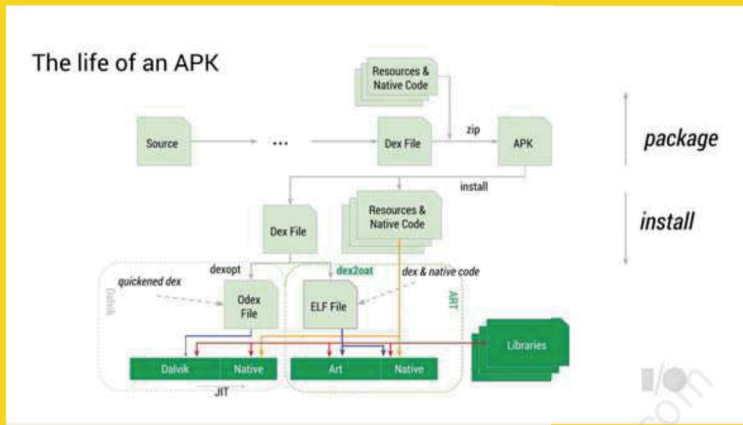 The life of an APK
Resources &
Native Code
zip
Source
...
Dex File
APK
package
install
Dex File
Resources &
Native Code
install
dexopt
dex2oat
quickened dex
dex & native code
Dalvik
Odex
File
ELF File
ART
Libraries
Dalvik
Native
Art
Native
JIT
I/O
com